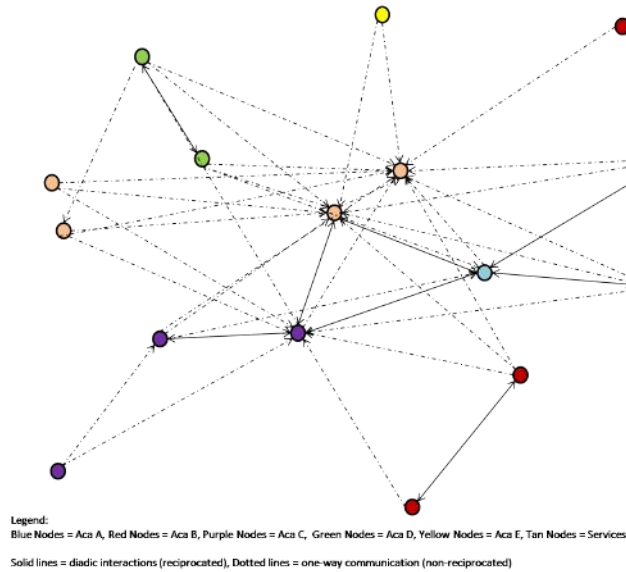 Legend:
Blue Nodes = Aca A, Red Nodes = Aca B, Purple Nodes = Aca C, Green Nodes = Aca D, Yellow Nodes = Aca E, Tan Nodes = Services
Solid lines = diadic interactions (reciprocated), Dotted lines = one-way communication (non-reciprocated)